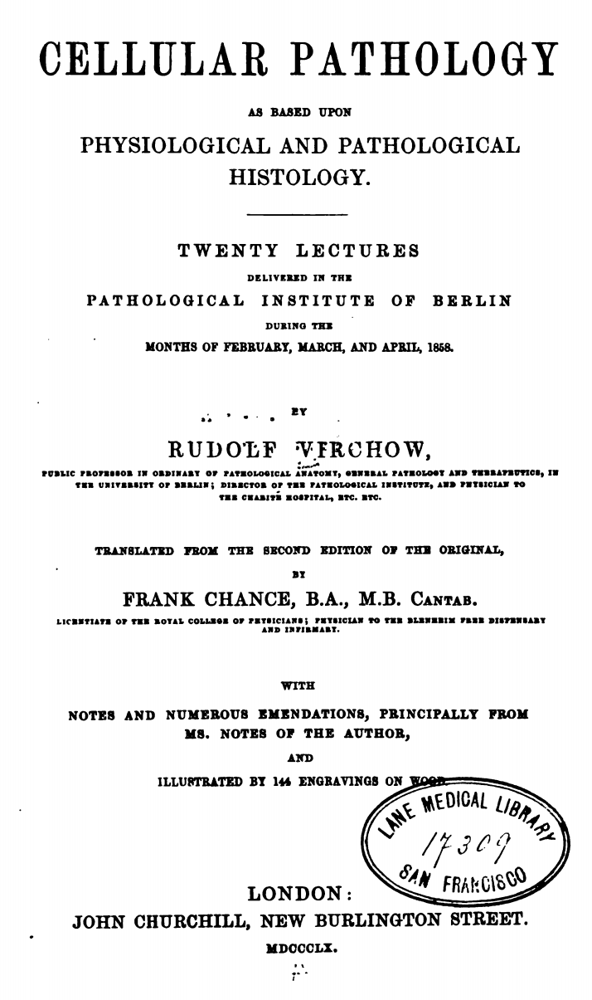 CELLULAR PATHOLOGY
AS BASED UPON
PHYSIOLOGICAL AND PATHOLOGICAL
HISTOLOGY.
TWENTY LECTURES
DELIVERED IN THE
PATHOLOGICAL INSTITUTE OF BERLIN
DURING THE
MONTHS OF FEBRUARY, MARCH, AND APRIL, 1858.
BY
RUDOLF VIRCHOW,
PUBLIC PROFESSOR IN ORDINARY OF PATHOLOGICAL ANATOMY, GENERAL PATHOLOGY AND THERAPEUTICS, IN
THE UNIVERSITY OF BERLIN; DIRECTOR OF THE PATHOLOGICAL INSTITUTE, AND PHYSICIAN TO
THE CHARITÉ HOSPITAL, ETC. ETC.
TRANSLATED FROM THE SECOND EDITION OF THE ORIGINAL,
BY
FRANK CHANCE, B.A., M.B. CANTAB.
LICENTIATE OF THE ROYAL COLLEGE OF PHYSICIANS; PHYSICIAN TO THE BLENHEIM FREE DISPENSARY
AND INFIRMARY.
WITH
NOTES AND NUMEROUS EMENDATIONS, PRINCIPALLY FROM
MS. NOTES OF THE AUTHOR,
AND
ILLUSTRATED BY 144 ENGRAVINGS ON WOOD.
LANE MEDICAL LIBRARY
17309
SAN FRANCISCO
LONDON:
JOHN CHURCHILL, NEW BURLINGTON STREET.
MDCCCLX.